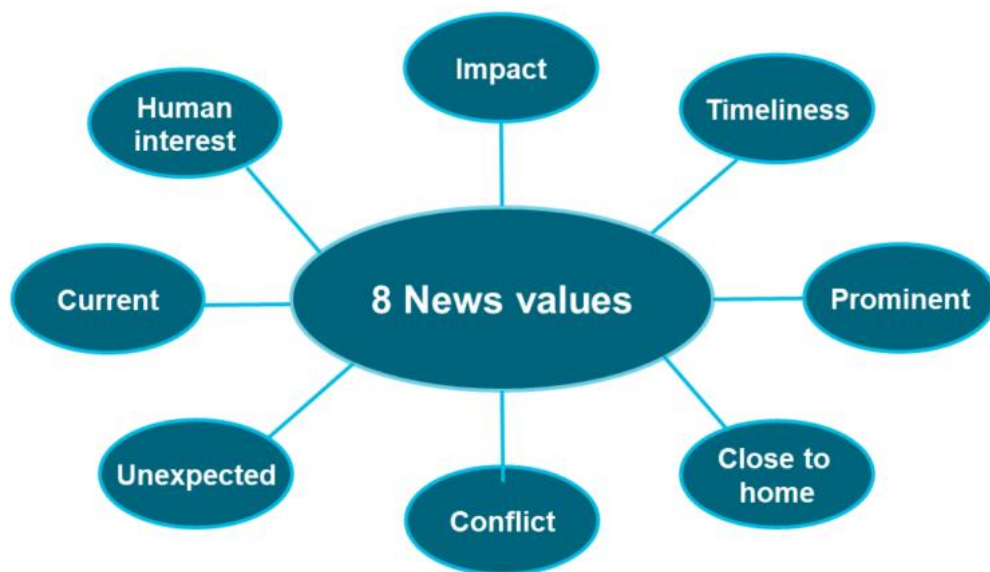 Impact
Timeliness
Human
interest
Current
8 News values
Prominent
Unexpected
Close to
home
Conflict